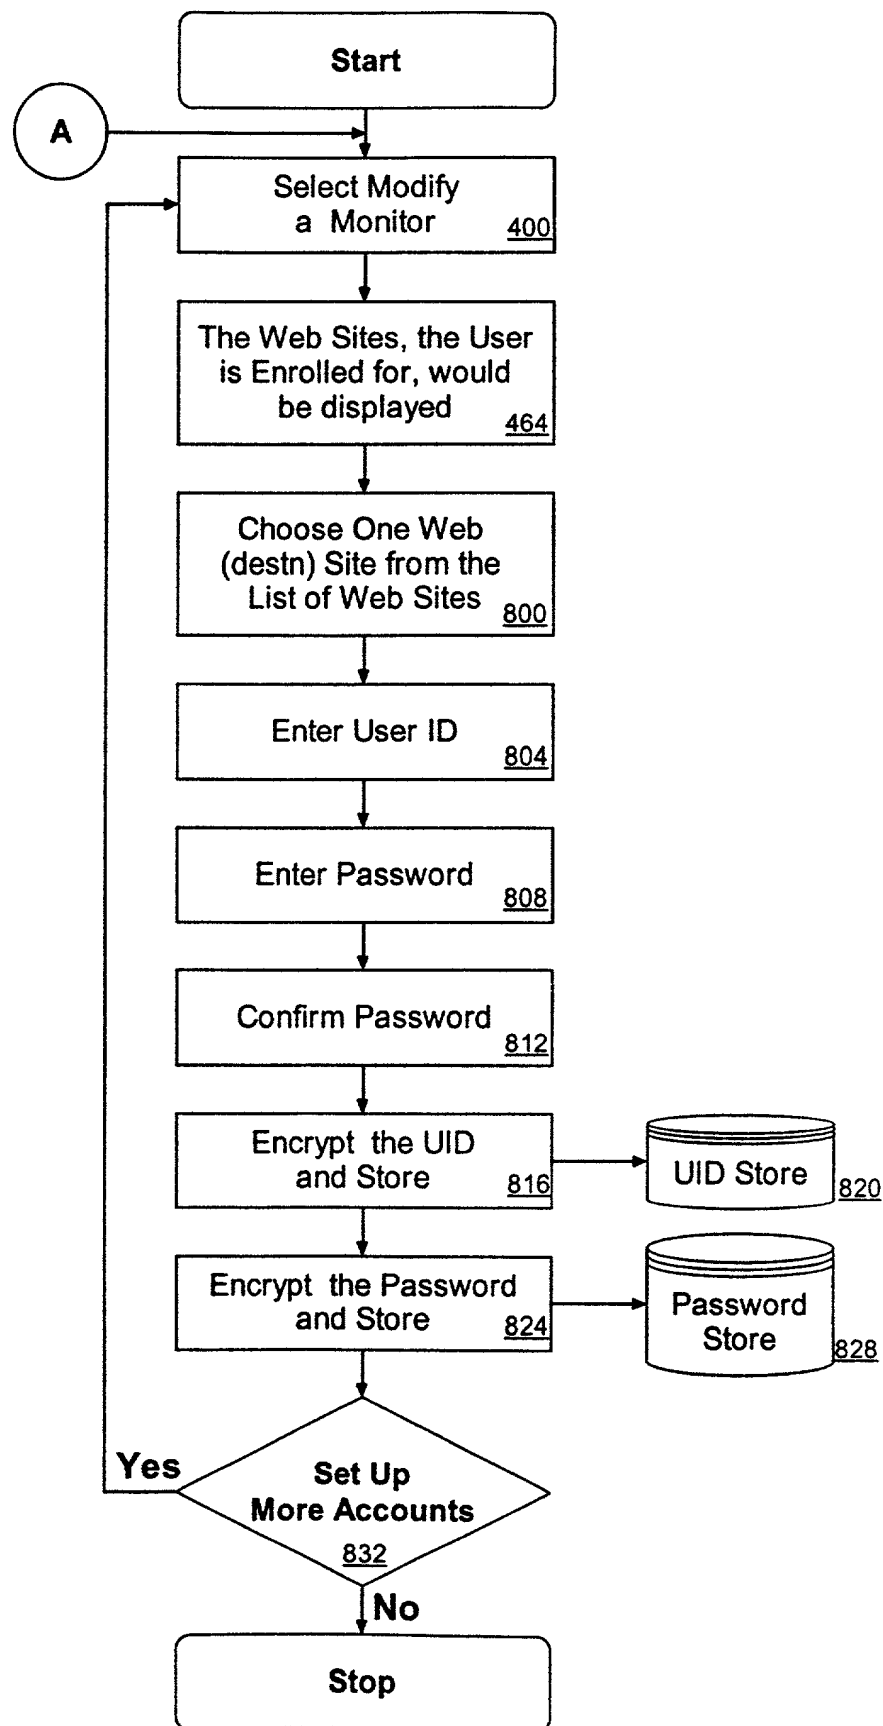 Start
A
Select Modify
a Monitor
400
The Web Sites, the User
is Enrolled for, would
be displayed
464
Choose One Web
(destn) Site from the
List of Web Sites
800
Enter User ID
804
Enter Password
808
Confirm Password
812
Encrypt the UID
and Store
816
UID Store
820
Encrypt the Password
and Store
824
Password
Store
828
Yes
Set Up
More Accounts
832
No
Stop